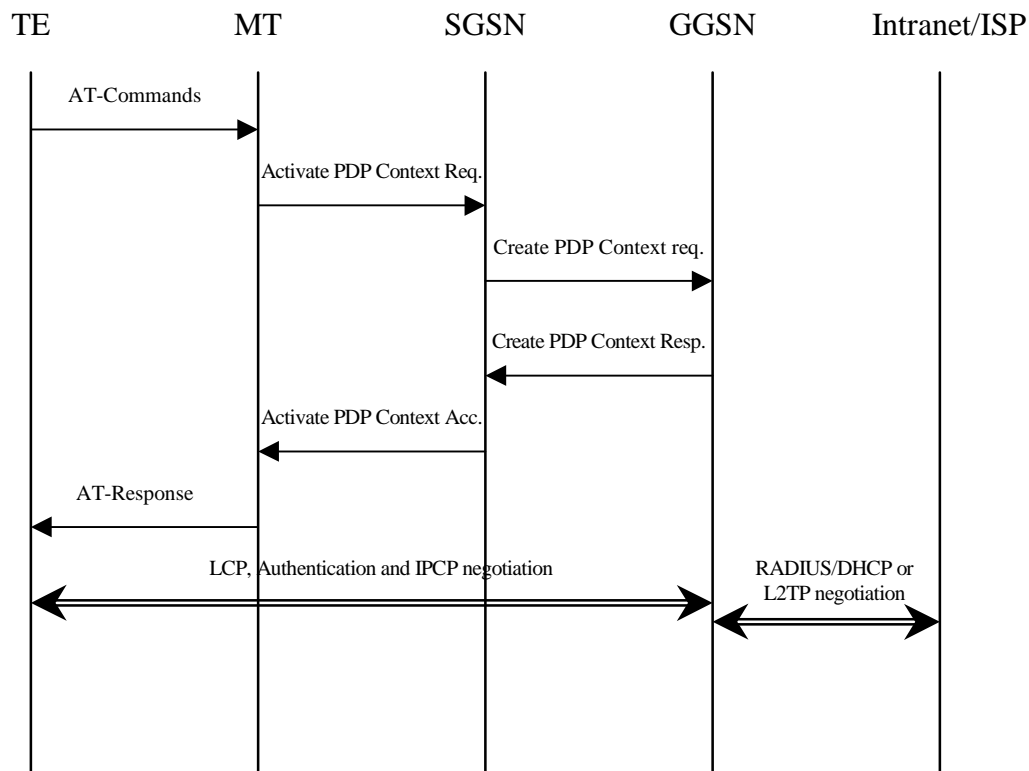 TE
MT
SGSN
GGSN
Intranet/ISP
AT-Commands
Activate PDP Context Req.
Create PDP Context req.
Create PDP Context Resp.
Activate PDP Context Acc.
AT-Response
LCP, Authentication and IPCP negotiation
RADIUS/DHCP or
L2TP negotiation